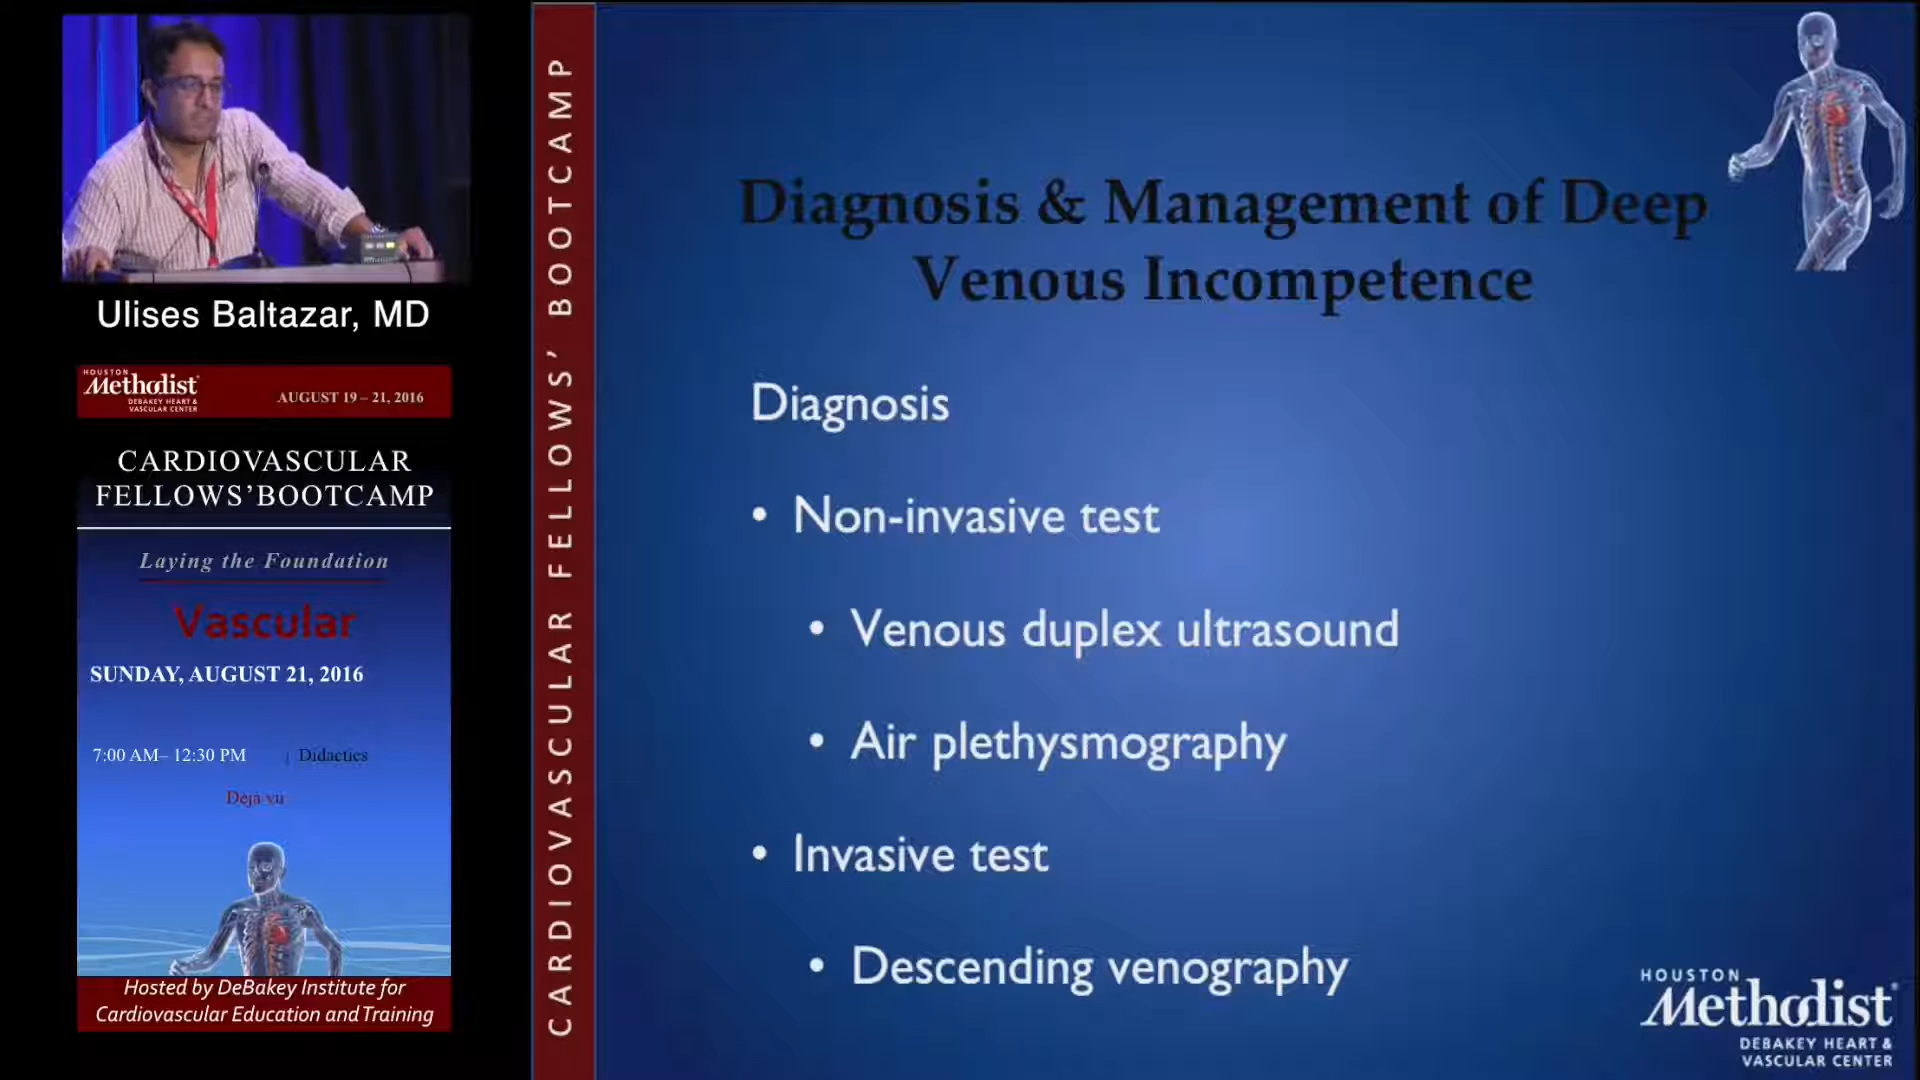 Ulises Baltazar, MD
HOUSTON
Methodist
DEBAKEY HEART &
VASCULAR CENTER
AUGUST 19 – 21, 2016
CARDIOVASCULAR
FELLOWS’BOOTCAMP
Laying the Foundation
Vascular
SUNDAY, AUGUST 21, 2016
7:00 AM– 12:30 PM | Didactics
Déjà vu
Hosted by DeBakey Institute for
Cardiovascular Education and Training
CARDIOVASCULAR FELLOWS’ BOOTCAMP
Diagnosis & Management of Deep
Venous Incompetence
Diagnosis
• Non-invasive test
• Venous duplex ultrasound
• Air plethysmography
• Invasive test
• Descending venography
HOUSTON
Methodist
DEBAKEY HEART &
VASCULAR CENTER